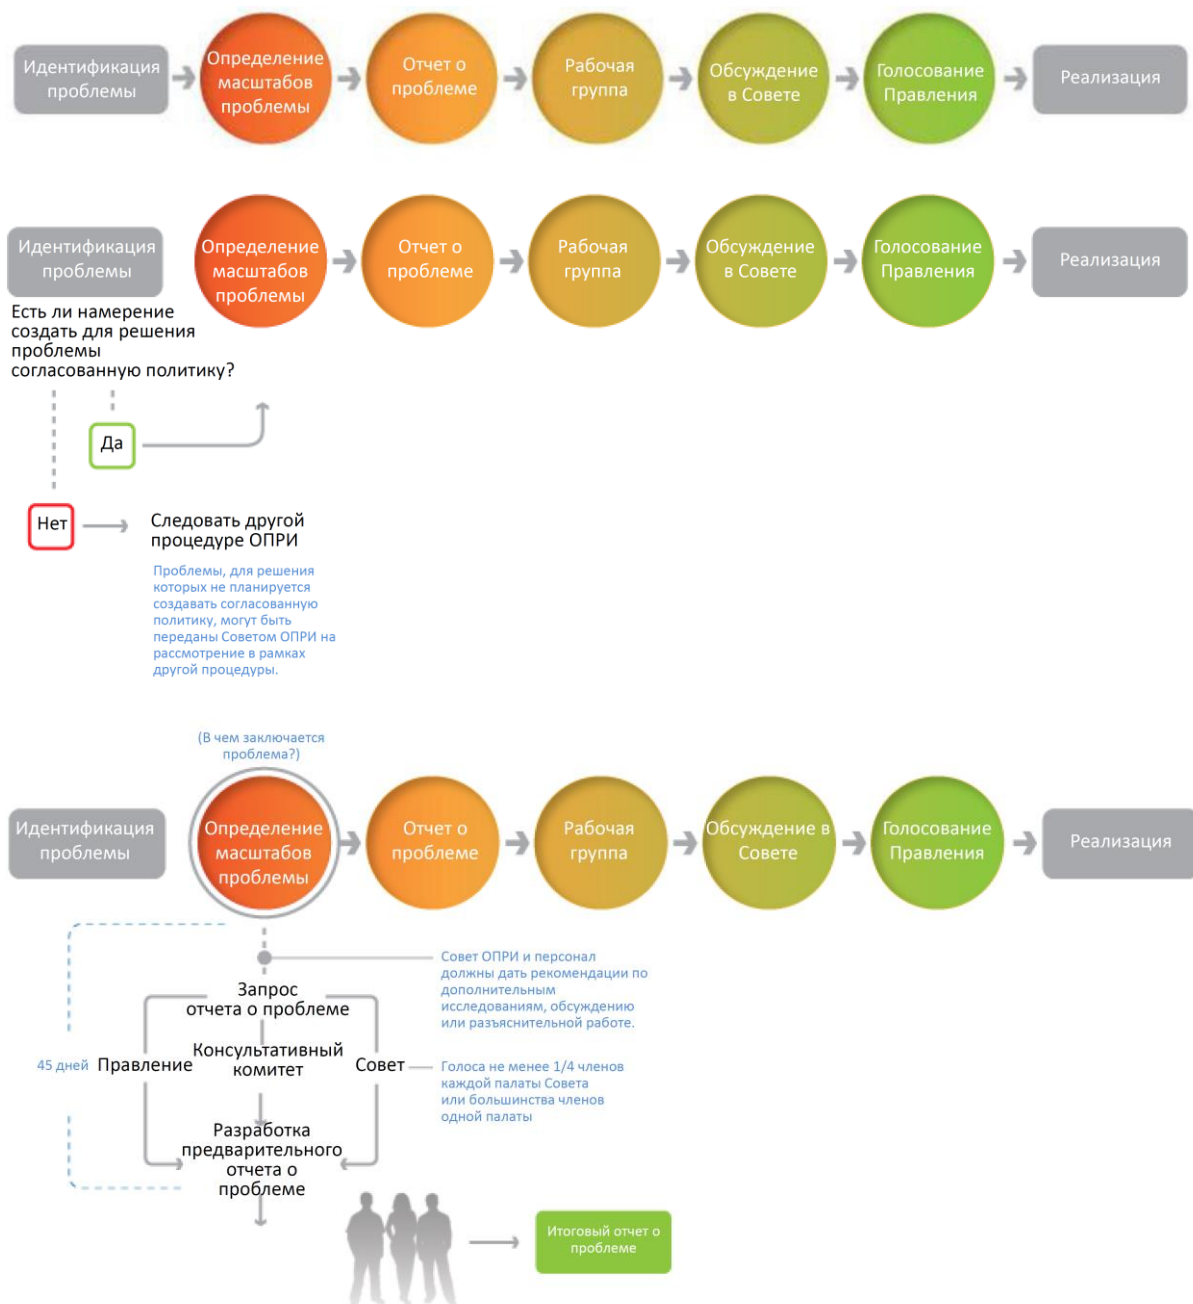 Идентификация
проблемы
Определение
масштабов
проблемы
Отчет о
проблеме
Рабочая
группа
Обсуждение
в Совете
Голосование
Правления
Реализация
Идентификация
проблемы
Определение
масштабов
проблемы
Отчет о
проблеме
Рабочая
группа
Обсуждение
в Совете
Голосование
Правления
Реализация
Есть ли намерение
создать для решения
проблемы
согласованную политику?
Да
Нет
Следовать другой
процедуре ОПРИ
Проблемы, для решения
которых не планируется
создавать согласованную
политику, могут быть
переданы Советом ОПРИ на
рассмотрение в рамках
другой процедуры.
(В чем заключается
проблема?)
Идентификация
проблемы
Определение
масштабов
проблемы
Отчет о
проблеме
Рабочая
группа
Обсуждение в
Совете
Голосование
Правления
Реализация
Совет ОПРИ и персонал
должны дать рекомендации по
дополнительным
исследованиям, обсуждению
или разъяснительной работе.
Запрос
отчета о проблеме
45 дней
Правление
Консультативный
комитет
Совет
Голоса не менее 1/4 членов
каждой палаты Совета
или большинства членов
одной палаты
Разработка
предварительного
отчета о
проблеме
Итоговый отчет о
проблеме